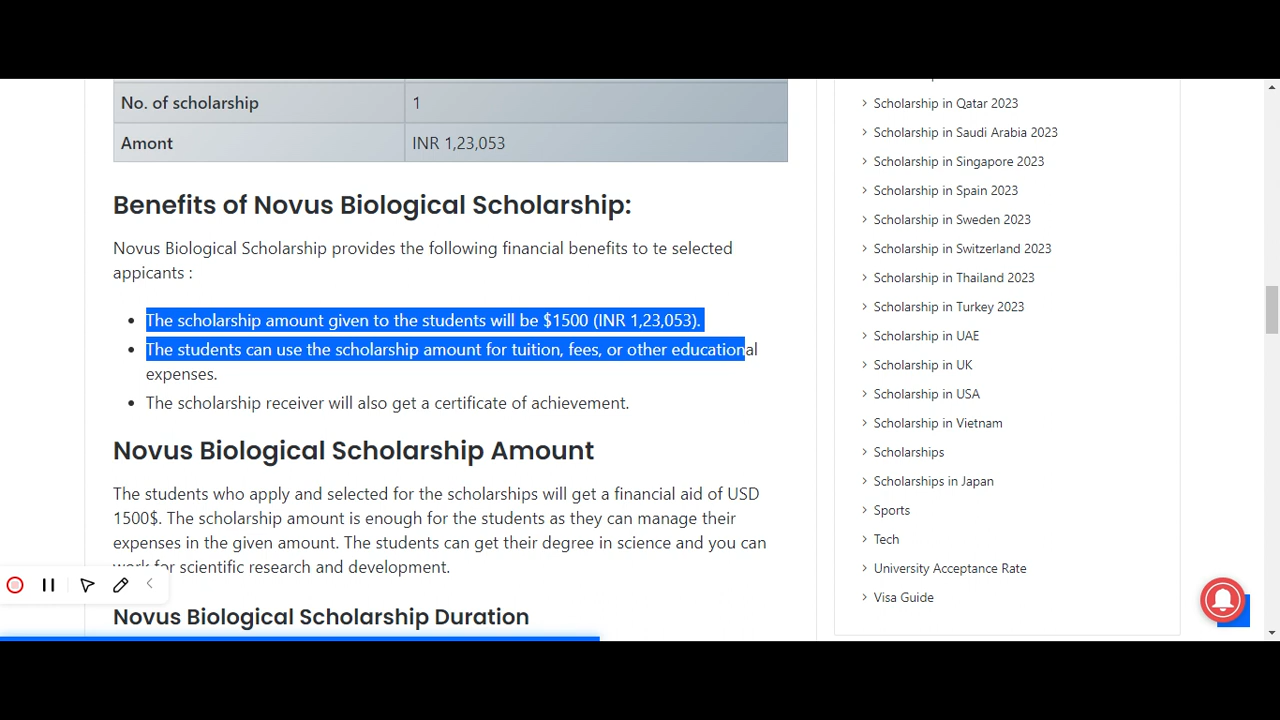 No. of scholarship 1
Amont INR 1,23,053
Benefits of Novus Biological Scholarship:
Novus Biological Scholarship provides the following financial benefits to te selected
appicants :
The scholarship amount given to the students will be $1500 (INR 1,23,053).
The students can use the scholarship amount for tuition, fees, or other educational
expenses.
The scholarship receiver will also get a certificate of achievement.
Novus Biological Scholarship Amount
The students who apply and selected for the scholarships will get a financial aid of USD
1500$. The scholarship amount is enough for the students as they can manage their
expenses in the given amount. The students can get their degree in science and you can
work for scientific research and development.
Novus Biological Scholarship Duration
Scholarship in Qatar 2023
Scholarship in Saudi Arabia 2023
Scholarship in Singapore 2023
Scholarship in Spain 2023
Scholarship in Sweden 2023
Scholarship in Switzerland 2023
Scholarship in Thailand 2023
Scholarship in Turkey 2023
Scholarship in UAE
Scholarship in UK
Scholarship in USA
Scholarship in Vietnam
Scholarships
Scholarships in Japan
Sports
Tech
University Acceptance Rate
Visa Guide